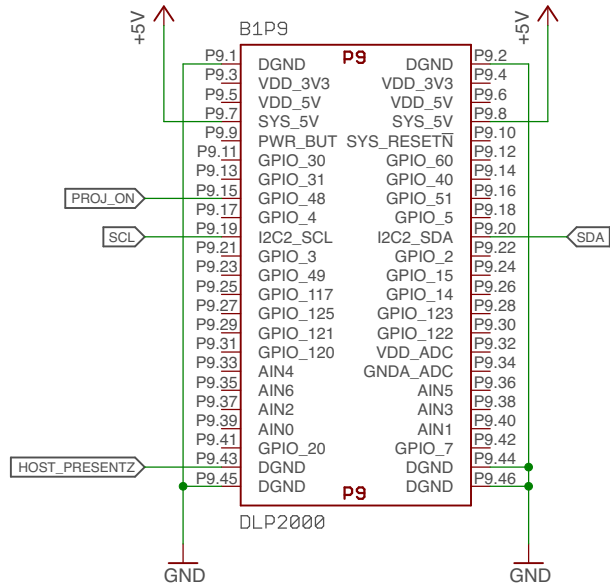 +5V
+5V
B1P9
P9
P9.1 DGND DGND P9.2
P9.3 VDD_3V3 VDD_3V3 P9.4
P9.5 VDD_5V VDD_5V P9.6
P9.7 SYS_5V SYS_5V P9.8
P9.9 PWR_BUT SYS_RESETN P9.10
P9.11 GPIO_30 GPIO_60 P9.12
P9.13 GPIO_31 GPIO_40 P9.14
PROJ_ON P9.15 GPIO_48 GPIO_51 P9.16
P9.17 GPIO_4 GPIO_5 P9.18
SCL P9.19 I2C2_SCL I2C2_SDA P9.20 SDA
P9.21 GPIO_3 GPIO_2 P9.22
P9.23 GPIO_49 GPIO_15 P9.24
P9.25 GPIO_117 GPIO_14 P9.26
P9.27 GPIO_125 GPIO_123 P9.28
P9.29 GPIO_121 GPIO_122 P9.30
P9.31 GPIO_120 VDD_ADC P9.32
P9.33 AIN4 GNDA_ADC P9.34
P9.35 AIN6 AIN5 P9.36
P9.37 AIN2 AIN3 P9.38
P9.39 AIN0 AIN1 P9.40
P9.41 GPIO_20 GPIO_7 P9.42
HOST_PRESENTZ P9.43 DGND DGND P9.44
P9.45 DGND DGND P9.46
P9
DLP2000
GND
GND